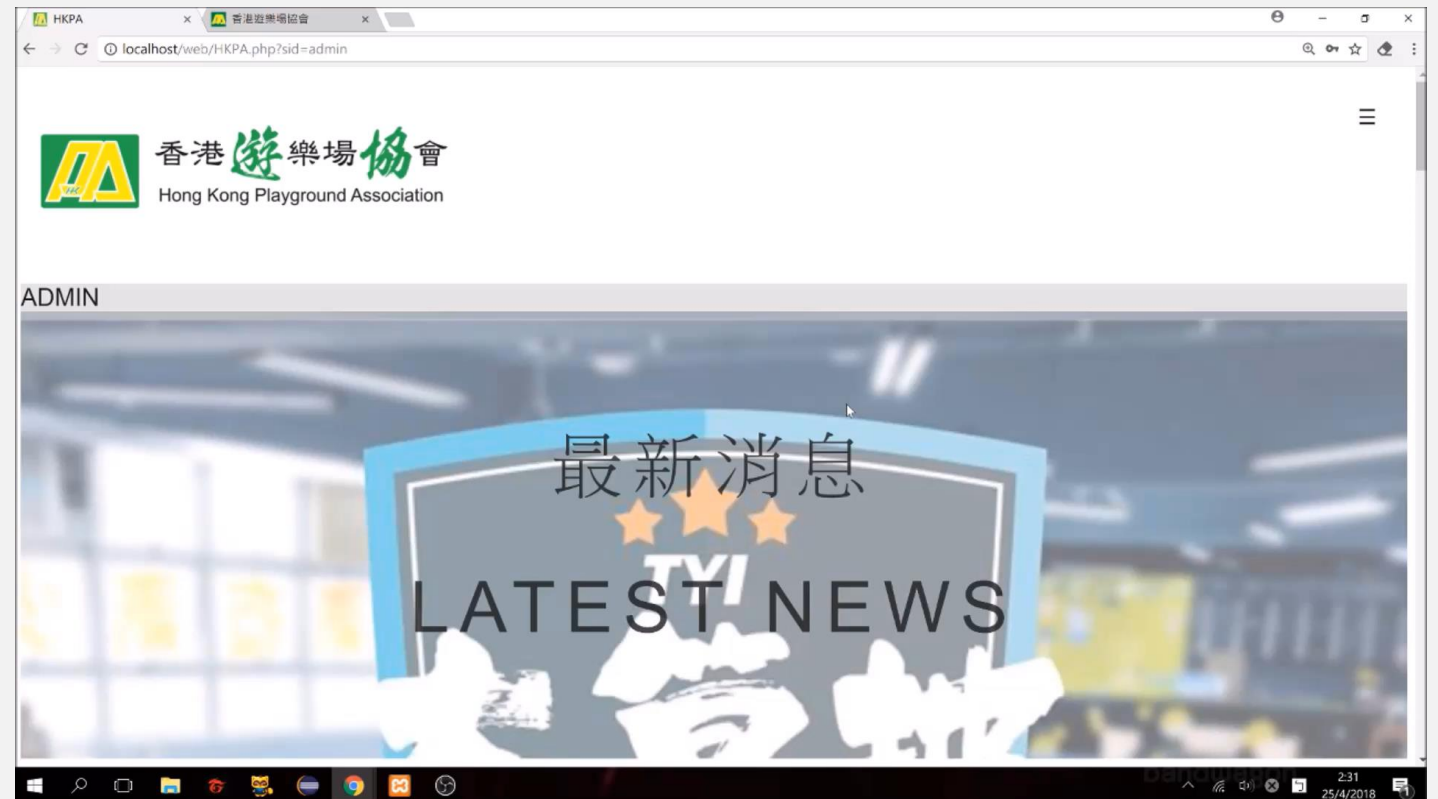 HKPA
香港遊樂場協會
localhost/web/HKPA.php?sid=admin
香港遊樂場協會
Hong Kong Playground Association
ADMIN
最新消息
TYI
LATEST NEWS
2:31
25/4/2018